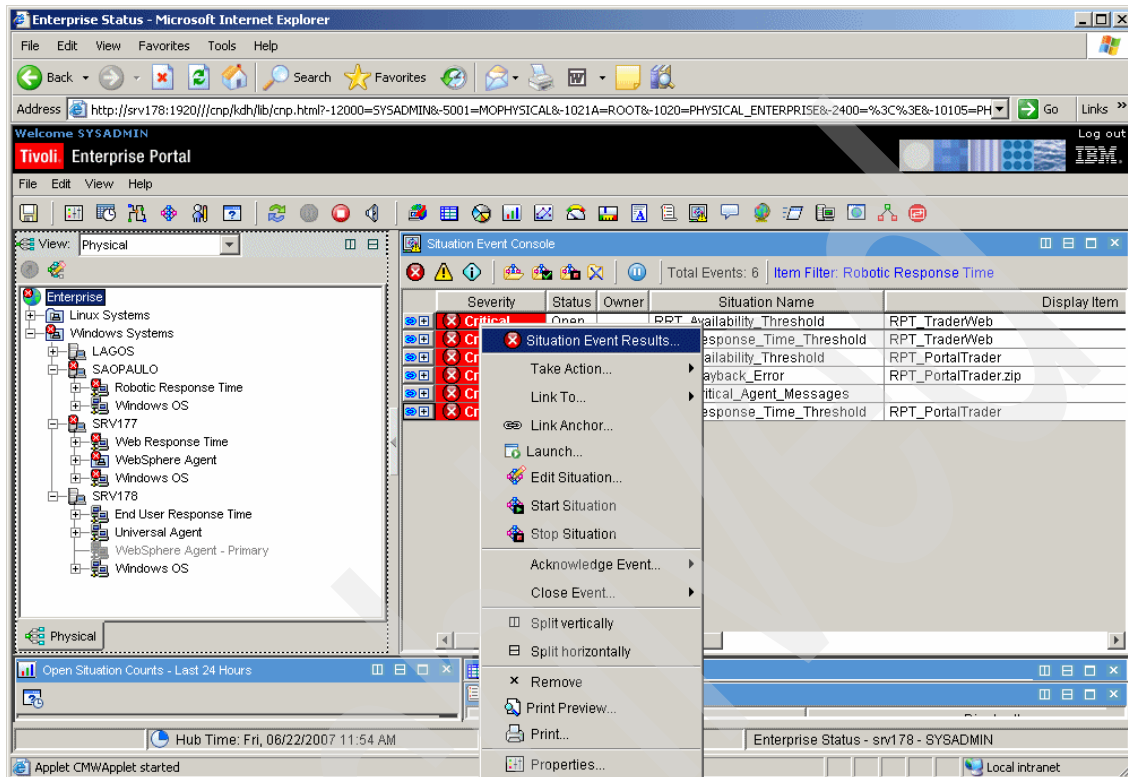 Enterprise Status - Microsoft Internet Explorer
File Edit View Favorites Tools Help
Back Search Favorites
Address http://srv178:1920///cnp/kdh/lib/cnp.html?-12000=SYSADMIN&-5001=MOPHYSICAL&-1021A=ROOT&-1020=PHYSICAL_ENTERPRISE&-2400=%3C%3E&-10105=PH Go Links »
Welcome SYSADMIN Log out
Tivoli. Enterprise Portal IBM.
File Edit View Help
View: Physical
Enterprise
Linux Systems
Windows Systems
LAGOS
SAOPAULO
Robotic Response Time
Windows OS
SRV177
Web Response Time
WebSphere Agent
Windows OS
SRV178
End User Response Time
Universal Agent
WebSphere Agent - Primary
Windows OS
Physical
Situation Event Console
Total Events: 6 Item Filter: Robotic Response Time
Severity Status Owner Situation Name Display Item
Critical Open RRT_Availability_Threshold RPT_TraderWeb
Cr esponse_Time_Threshold RPT_TraderWeb
Cr ailability_Threshold RPT_PortalTrader
Cr ayback_Error RPT_PortalTrader.zip
Cr ritical_Agent_Messages
Cr esponse_Time_Threshold RPT_PortalTrader
Situation Event Results...
Take Action...
Link To...
Link Anchor...
Launch...
Edit Situation...
Start Situation
Stop Situation
Acknowledge Event...
Close Event...
Split vertically
Split horizontally
Remove
Print Preview...
Print...
Properties...
Open Situation Counts - Last 24 Hours
Hub Time: Fri, 06/22/2007 11:54 AM
Enterprise Status - srv178 - SYSADMIN
Applet CMWApplet started
Local intranet